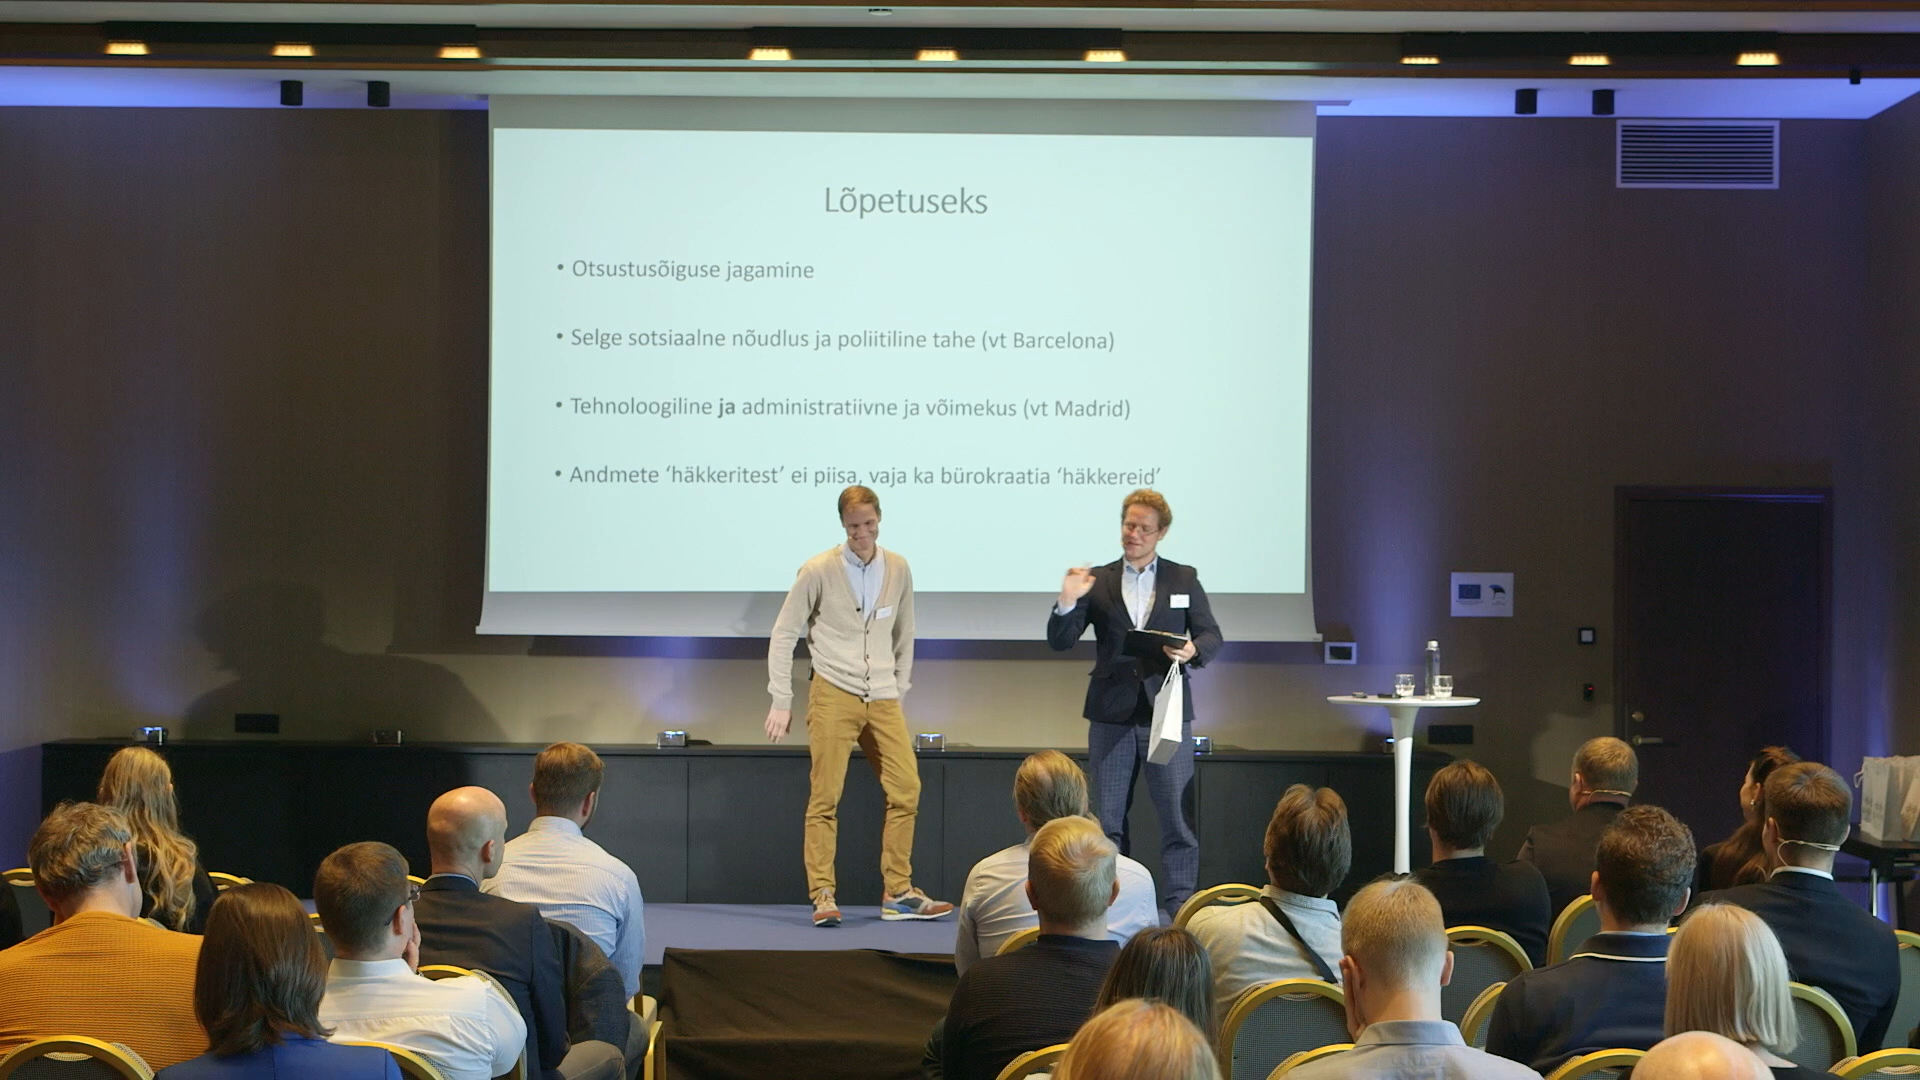 Lõpetuseks
• Otsustusõiguse jagamine
• Selge sotsiaalne nõudlus ja poliitiline tahe (vt Barcelona)
• Tehnoloogiline ja administratiivne ja võimekus (vt Madrid)
• Andmete ‘häkkeritest’ ei piisa, vaja ka bürokraatia ‘häkkereid’